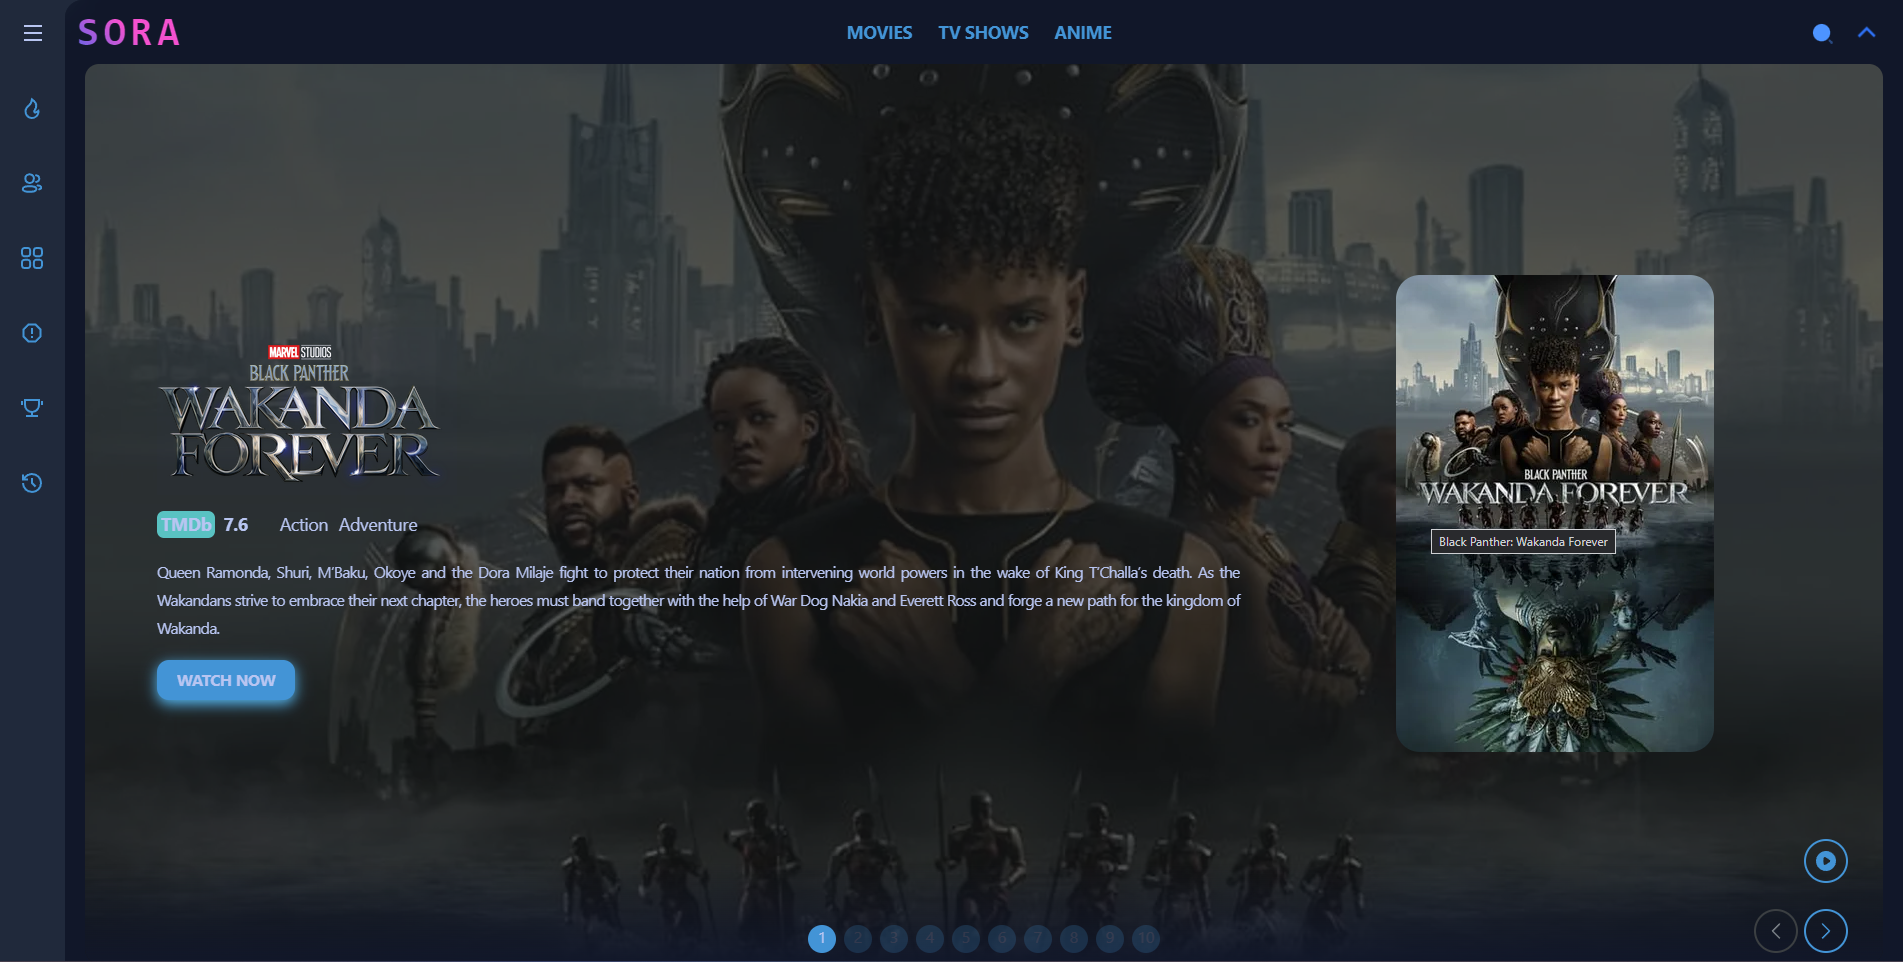 SORA
MOVIES TV SHOWS ANIME
MARVEL STUDIOS
BLACK PANTHER
WAKANDA
FOREVER
TMDb 7.6 Action Adventure
Queen Ramonda, Shuri, M’Baku, Okoye and the Dora Milaje fight to protect their nation from intervening world powers in the wake of King T’Challa’s death. As the
Wakandans strive to embrace their next chapter, the heroes must band together with the help of War Dog Nakia and Everett Ross and forge a new path for the kingdom of
Wakanda.
WATCH NOW
BLACK PANTHER
WAKANDA FOREVER
Black Panther: Wakanda Forever
1 2 3 4 5 6 7 8 9 10